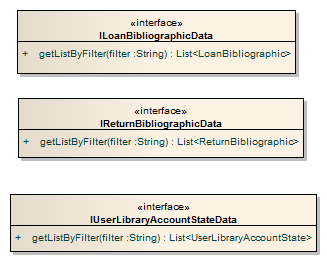 «interface»
ILoanBibliographicData
+ getListByFilter(filter :String) : List<LoanBibliographic>
«interface»
IReturnBibliographicData
+ getListByFilter(filter :String) : List<ReturnBibliographic>
«interface»
IUserLibraryAccountStateData
+ getListByFilter(filter :String) : List<UserLibraryAccountState>